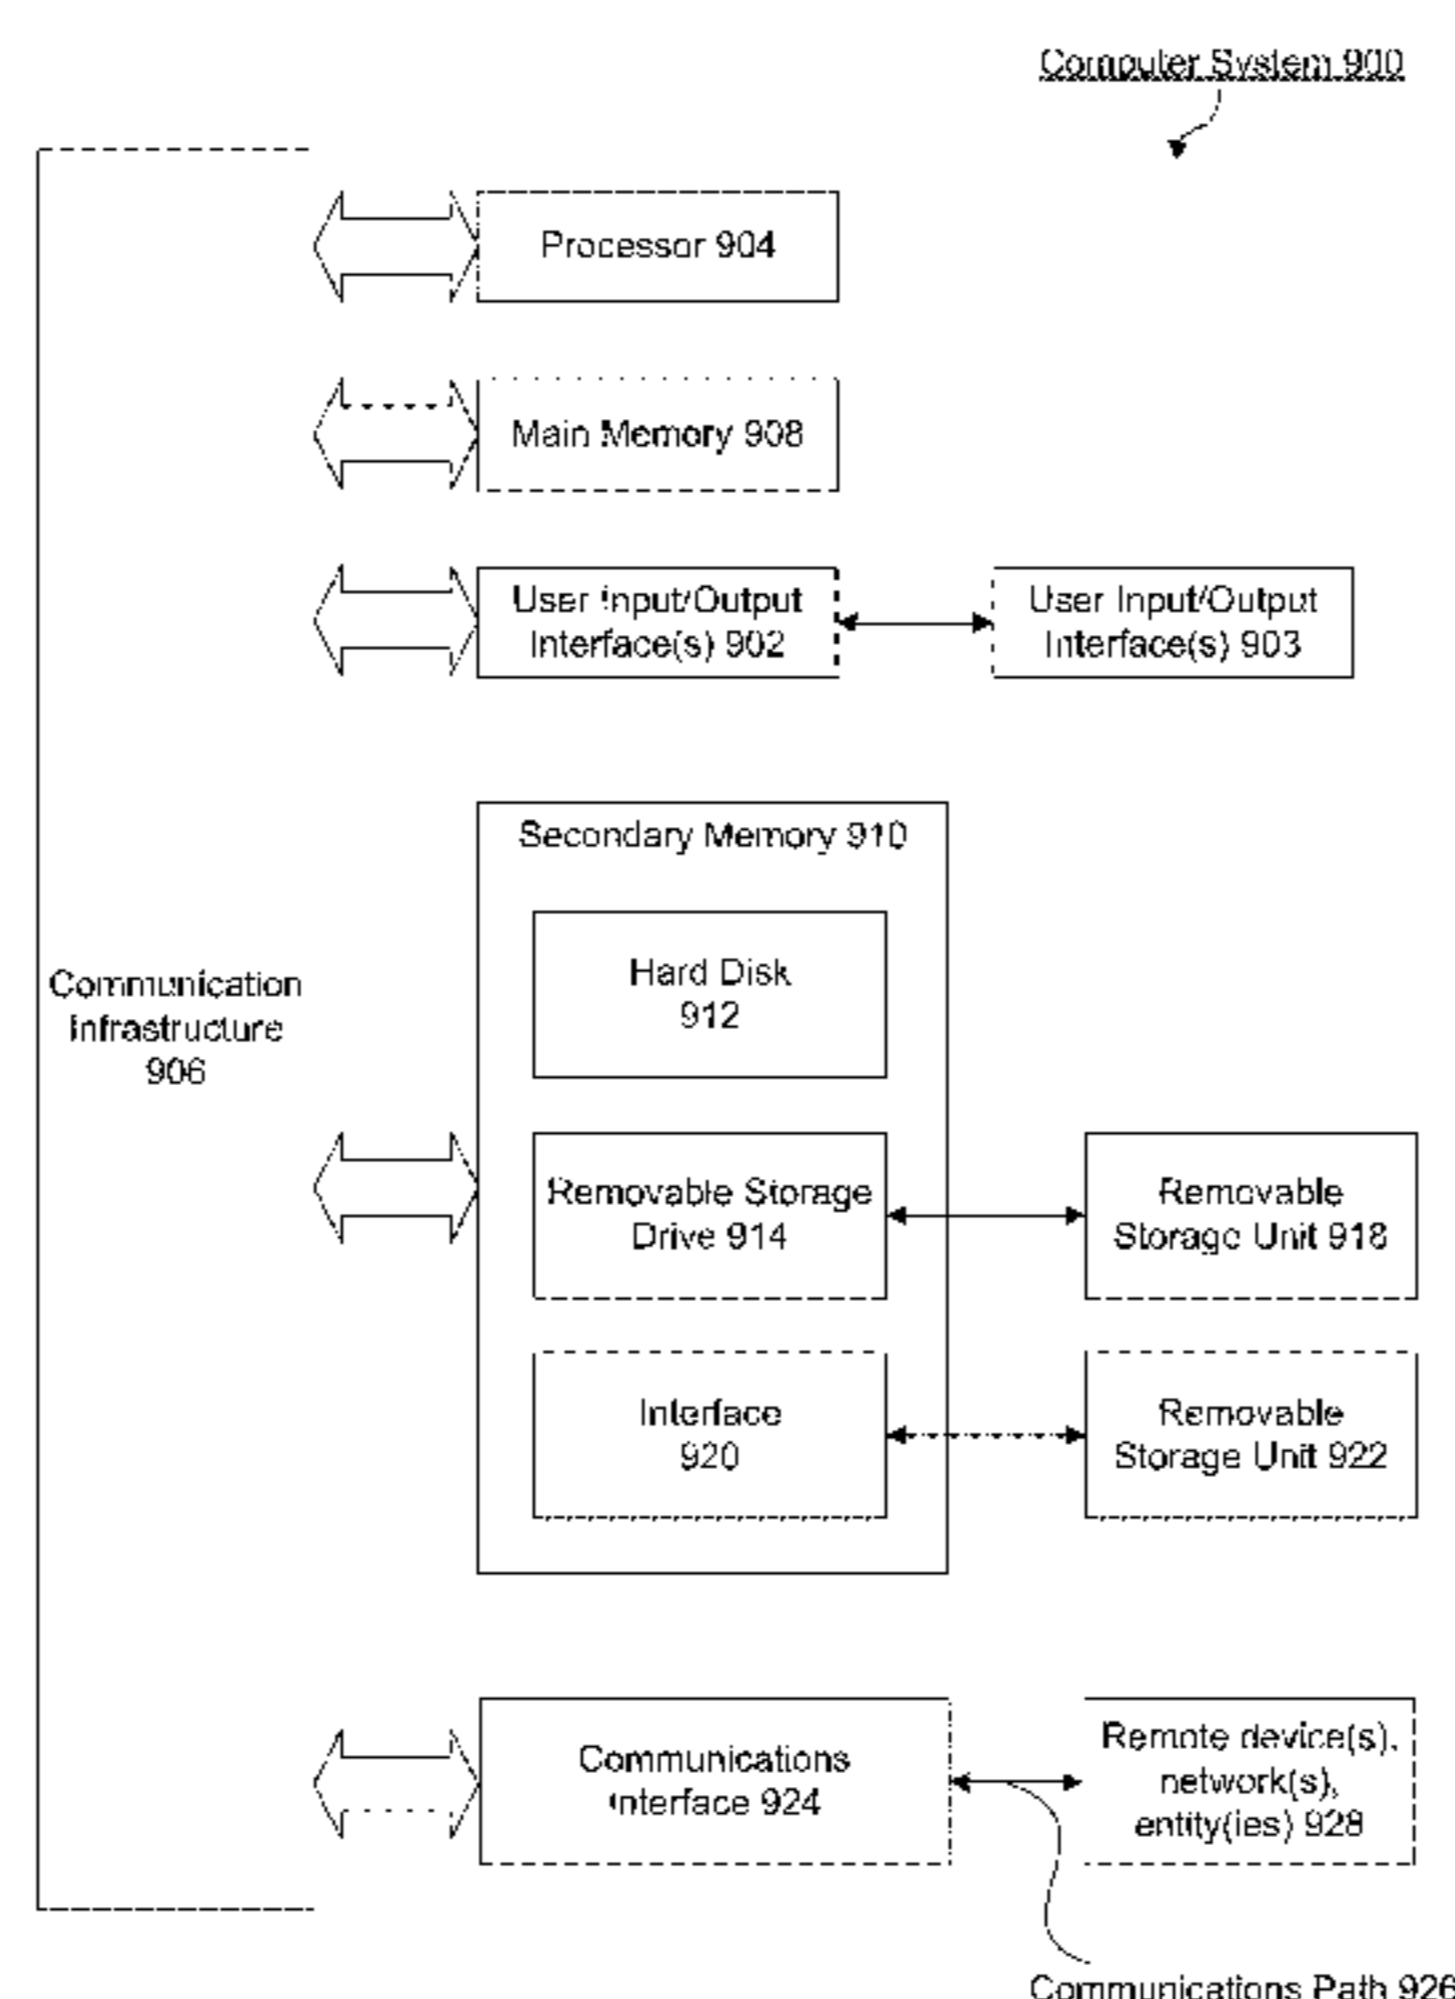 Computer System 900
Processor 904
Main Memory 908
User Input/Output
Interface(s) 902
User Input/Output
Interface(s) 903
Secondary Memory 910
Hard Disk
912
Communication
Infrastructure
906
Removable Storage
Drive 914
Removable
Storage Unit 918
Interface
920
Removable
Storage Unit 922
Communications
Interface 924
Remote device(s),
network(s),
entity(ies) 928
Communications Path 926